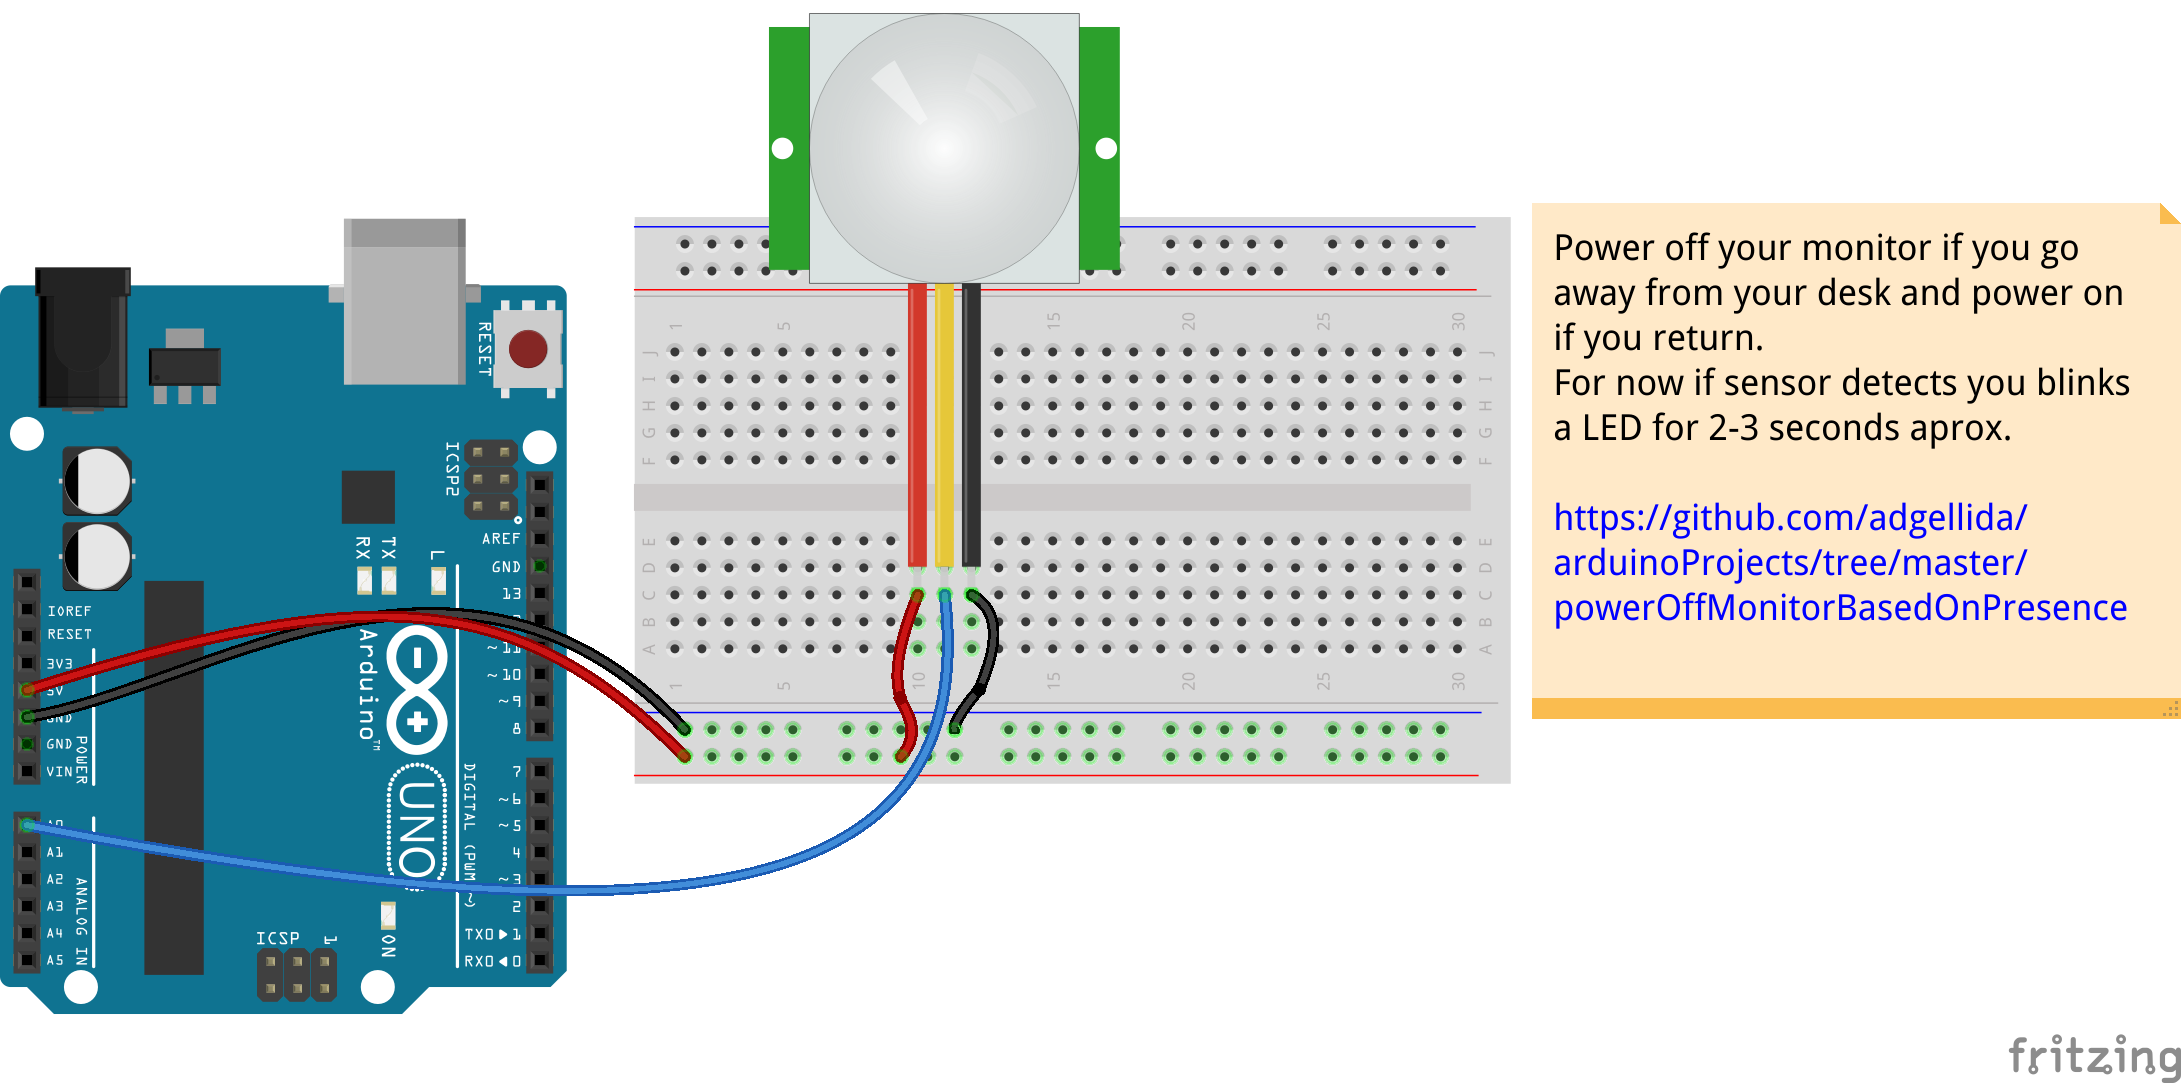 Power off your monitor if you go
away from your desk and power on
if you return.
For now if sensor detects you blinks
a LED for 2-3 seconds aprox.
https://github.com/adgellida/
arduinoProjects/tree/master/
powerOffMonitorBasedOnPresence
RESET
ICSP2
AREF
GND
13
RX
TX
L
IOREF
RESET
3V3
5V
GND
GND
VIN
POWER
A0
A1
A2
A3
A4
A5
ANALOG IN
Arduino™
UNO
~11
~10
~9
8
7
~6
~5
4
~3
2
TX0▶1
RX0◀0
DIGITAL (PWM ~)
ICSP
1
ON
1 5 15 20 25 30
J J
I I
H H
G G
F F
E E
D D
C C
B B
A A
1 5 10 15 20 25 30
fritzing